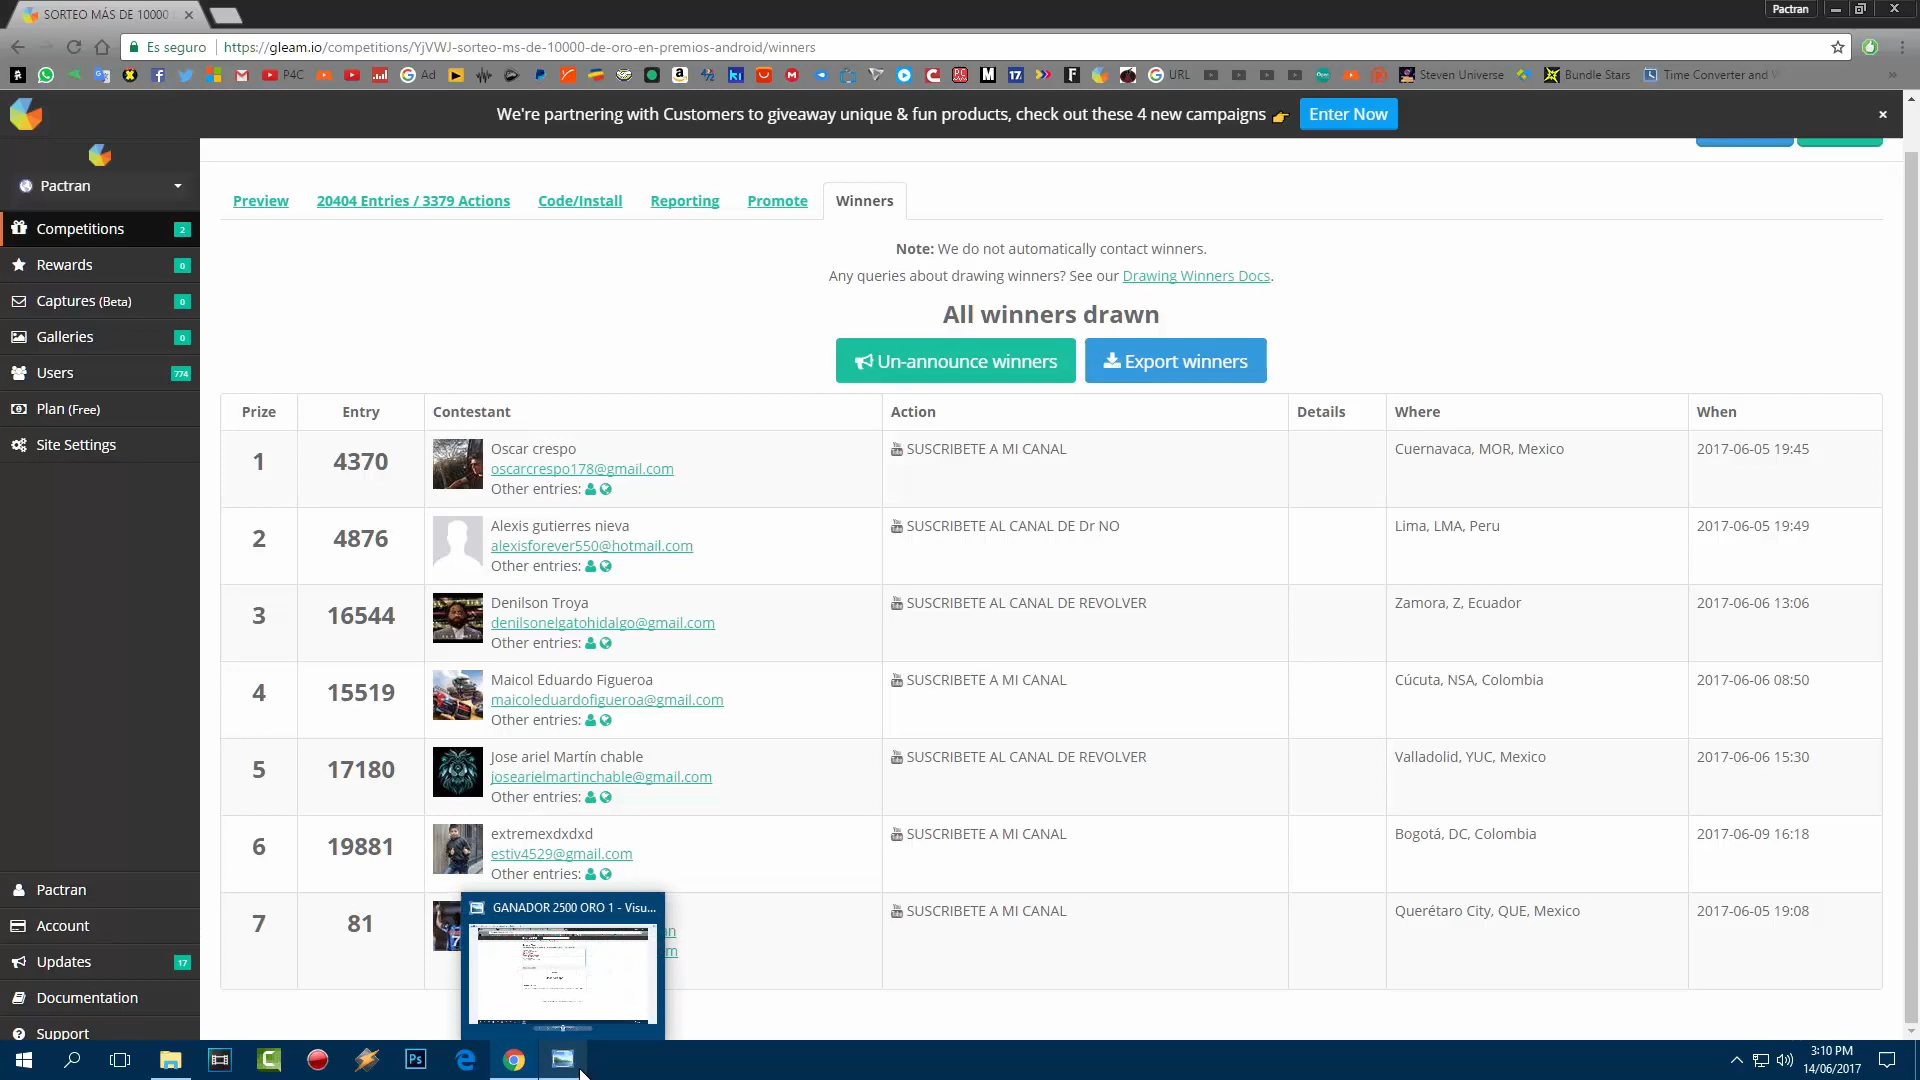 SORTEO MÁS DE 10000
Pactran
Es seguro
https://gleam.io/competitions/YjVWJ-sorteo-ms-de-10000-de-oro-en-premios-android/winners
P4C
Ad
URL
Steven Universe
Bundle Stars
Time Converter and
We're partnering with Customers to giveaway unique & fun products, check out these 4 new campaigns
Enter Now
Pactran
Competitions 2
Rewards 0
Captures (Beta) 0
Galleries 0
Users 774
Plan (Free)
Site Settings
Preview
20404 Entries / 3379 Actions
Code/Install
Reporting
Promote
Winners
Note: We do not automatically contact winners.
Any queries about drawing winners? See our Drawing Winners Docs.
All winners drawn
Un-announce winners
Export winners
Prize Entry Contestant Action Details Where When
1 4370 Oscar crespo SUSCRIBETE A MI CANAL Cuernavaca, MOR, Mexico 2017-06-05 19:45
oscarcrespo178@gmail.com
Other entries:
2 4876 Alexis gutierres nieva SUSCRIBETE AL CANAL DE Dr NO Lima, LMA, Peru 2017-06-05 19:49
alexisforever550@hotmail.com
Other entries:
3 16544 Denilson Troya SUSCRIBETE AL CANAL DE REVOLVER Zamora, Z, Ecuador 2017-06-06 13:06
denilsonelgatohidalgo@gmail.com
Other entries:
4 15519 Maicol Eduardo Figueroa SUSCRIBETE A MI CANAL Cúcuta, NSA, Colombia 2017-06-06 08:50
maicoleduardofigueroa@gmail.com
Other entries:
5 17180 Jose ariel Martín chable SUSCRIBETE AL CANAL DE REVOLVER Valladolid, YUC, Mexico 2017-06-06 15:30
josearielmartinchable@gmail.com
Other entries:
6 19881 extremexdxdxd SUSCRIBETE A MI CANAL Bogotá, DC, Colombia 2017-06-09 16:18
estiv4529@gmail.com
Other entries:
7 81 SUSCRIBETE A MI CANAL Querétaro City, QUE, Mexico 2017-06-05 19:08
GANADOR 2500 ORO 1 - Visu...
an
m
Pactran
Account
Updates 17
Documentation
Support
3:10 PM
14/06/2017